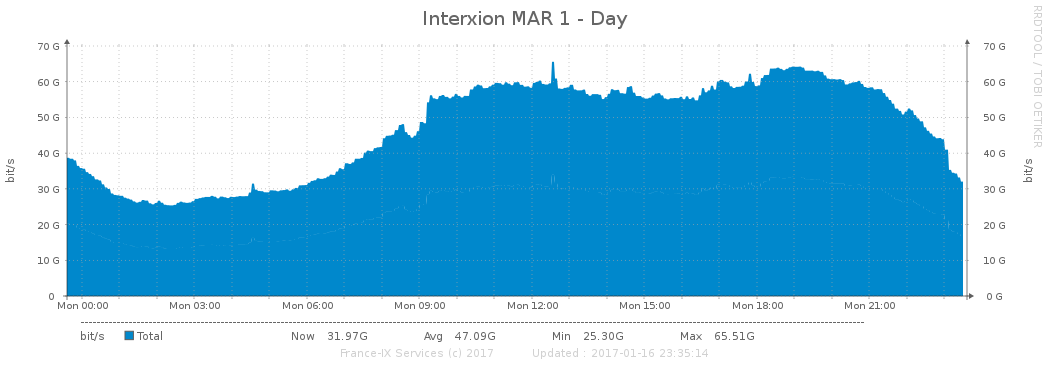 Interxion MAR 1 - Day
RRDTOOL / TOBI OETIKER
70 G 70 G
60 G 60 G
50 G 50 G
40 G 40 G
30 G 30 G
20 G 20 G
10 G 10 G
0 0 G
bit/s bit/s
Mon 00:00 Mon 03:00 Mon 06:00 Mon 09:00 Mon 12:00 Mon 15:00 Mon 18:00 Mon 21:00
bit/s Total Now 31.97G Avg 47.09G Min 25.30G Max 65.51G
France-IX Services (c) 2017 Updated : 2017-01-16 23:35:14